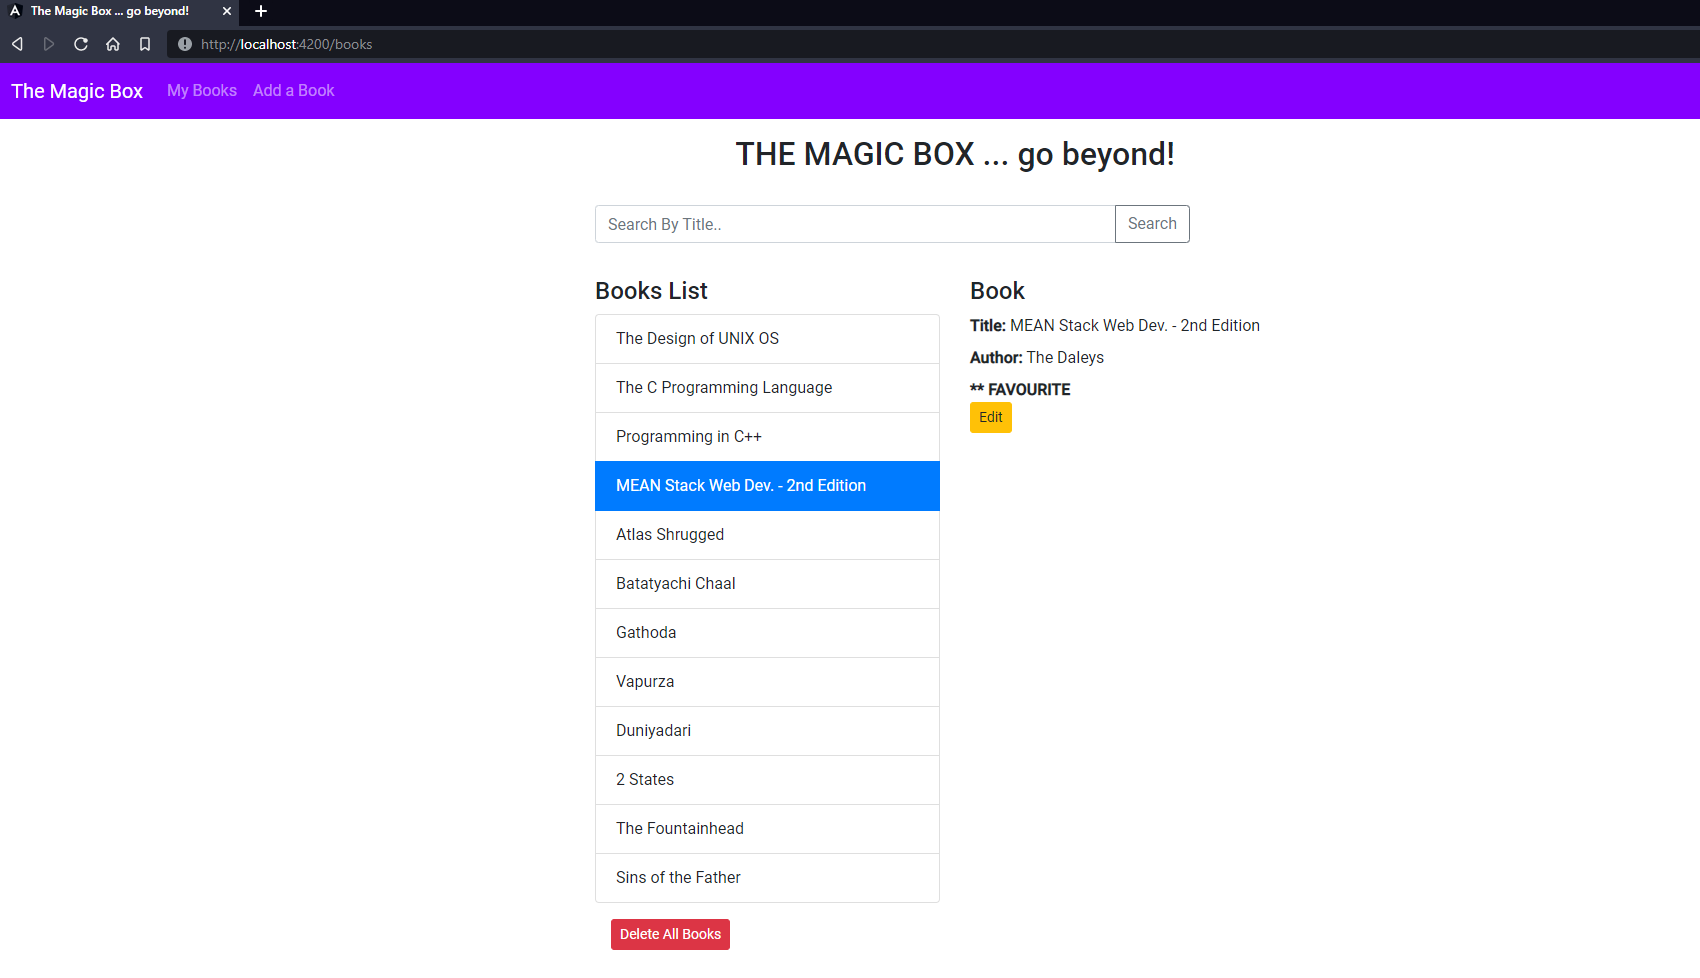 The Magic Box ... go beyond!
http://localhost:4200/books
The Magic Box My Books Add a Book
THE MAGIC BOX ... go beyond!
Search By Title.. Search
Books List
The Design of UNIX OS
The C Programming Language
Programming in C++
MEAN Stack Web Dev. - 2nd Edition
Atlas Shrugged
Batatyachi Chaal
Gathoda
Vapurza
Duniyadari
2 States
The Fountainhead
Sins of the Father
Delete All Books
Book
Title: MEAN Stack Web Dev. - 2nd Edition
Author: The Daleys
** FAVOURITE
Edit